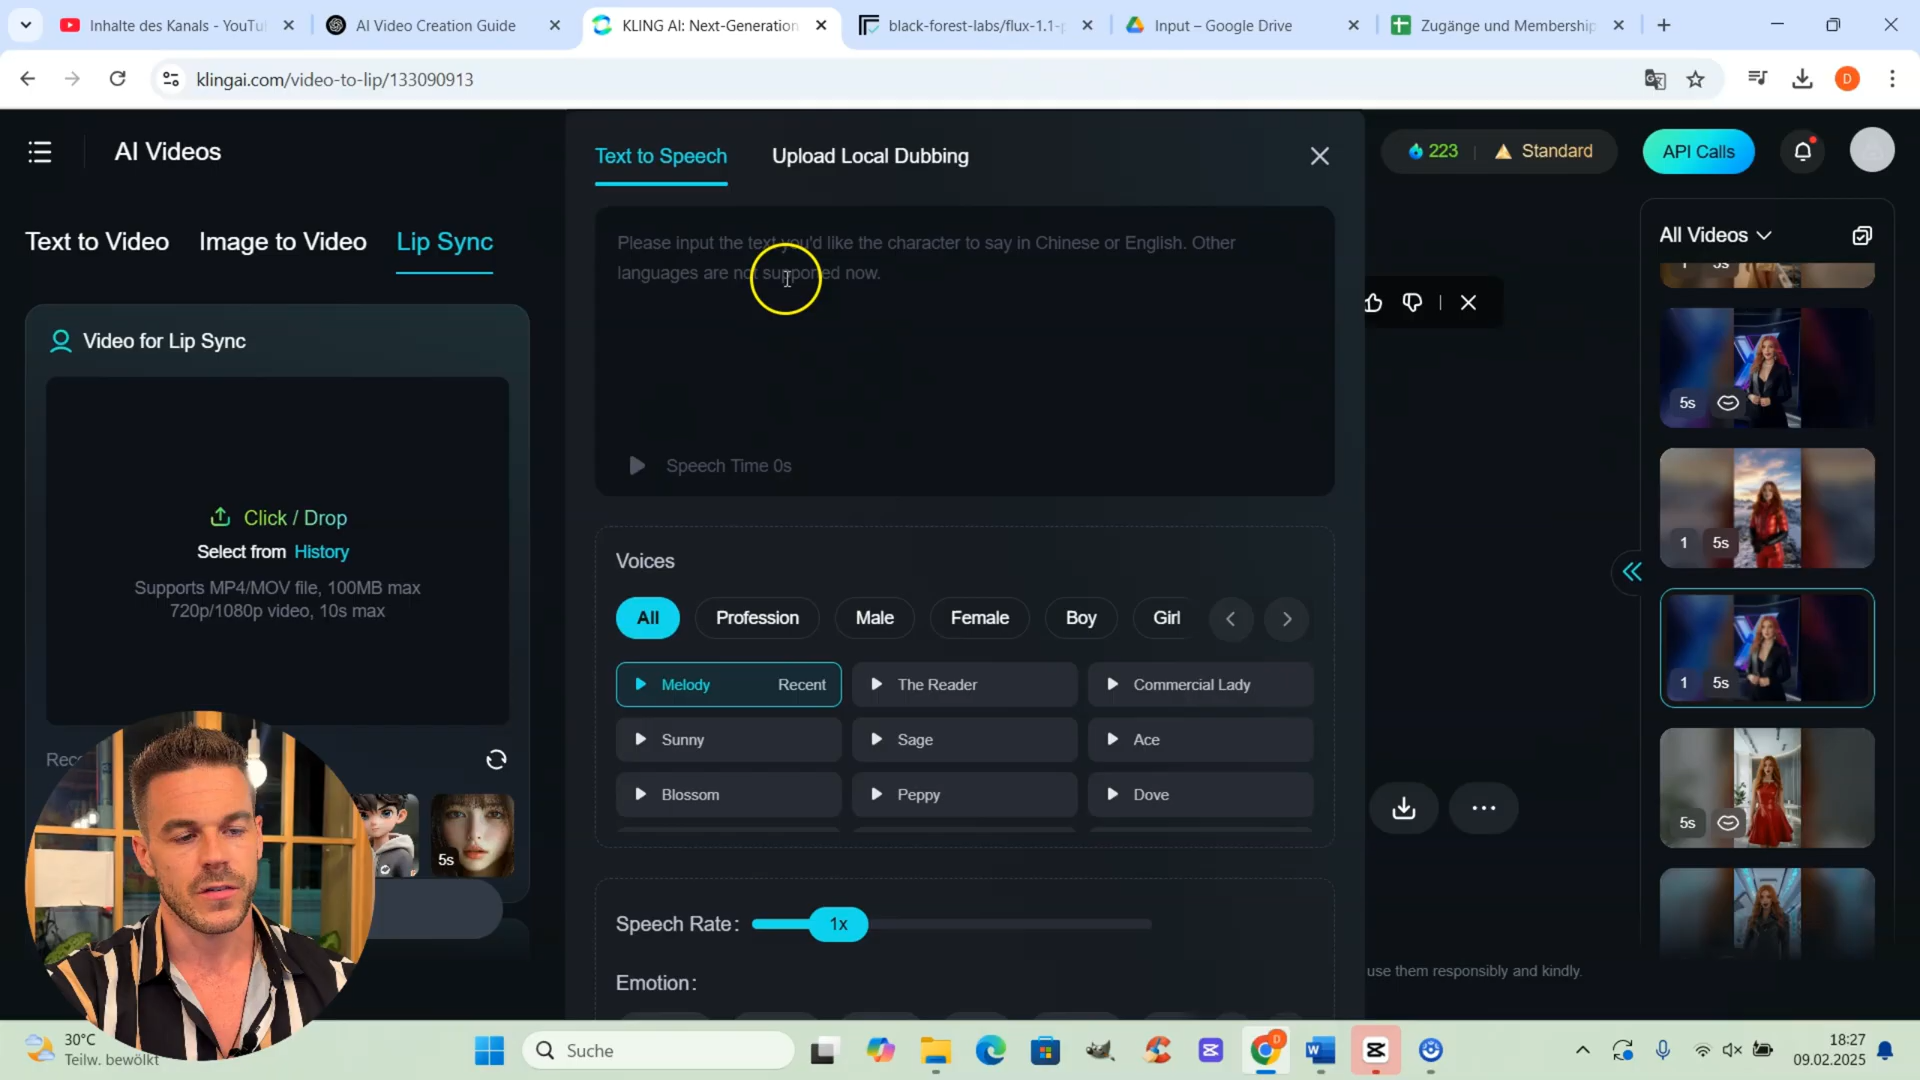 Inhalte des Kanals - YouTu
AI Video Creation Guide
KLING AI: Next-Generation
black-forest-labs/flux-1.1-p
Input – Google Drive
Zugänge und Membership
klingai.com/video-to-lip/133090913
D
AI Videos
Text to Speech
Upload Local Dubbing
223
Standard
API Calls
Text to Video
Image to Video
Lip Sync
Please input the text you'd like the character to say in Chinese or English. Other
languages are not supported now.
All Videos
Video for Lip Sync
Click / Drop
Select from History
Supports MP4/MOV file, 100MB max
720p/1080p video, 10s max
Speech Time 0s
Voices
All
Profession
Male
Female
Boy
Girl
Melody
Recent
The Reader
Commercial Lady
Sunny
Sage
Ace
Blossom
Peppy
Dove
5s
1 5s
1 5s
5s
5s
Speech Rate:
1x
Emotion:
use them responsibly and kindly.
30°C
Teilw. bewölkt
Suche
D
W
18:27
09.02.2025